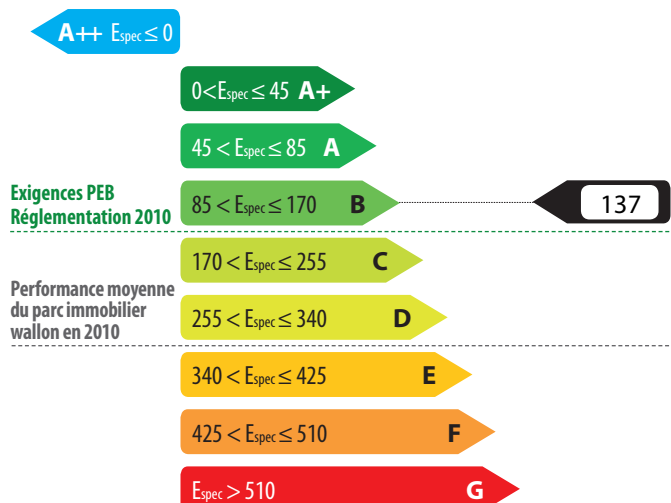 A++ Espec ≤ 0
0<Espec ≤ 45 A+
45 < Espec ≤ 85 A
Exigences PEB
Réglementation 2010
85 < Espec ≤ 170 B
137
170 < Espec ≤ 255 C
Performance moyenne
du parc immobilier
wallon en 2010
255 < Espec ≤ 340 D
340 < Espec ≤ 425 E
425 < Espec ≤ 510 F
Espec > 510 G